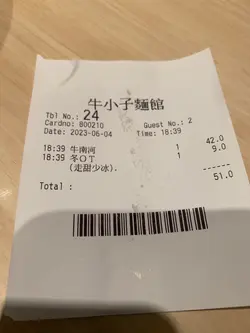 牛小子麵館
Tbl No.: 24
Cardno: 800210 Guest No.: 2
Date: 2023-06-04 Time: 18:39
18:39 牛南河 1 42.0
18:39 冬OT 1 9.0
(走甜少冰).
------
Total : 51.0